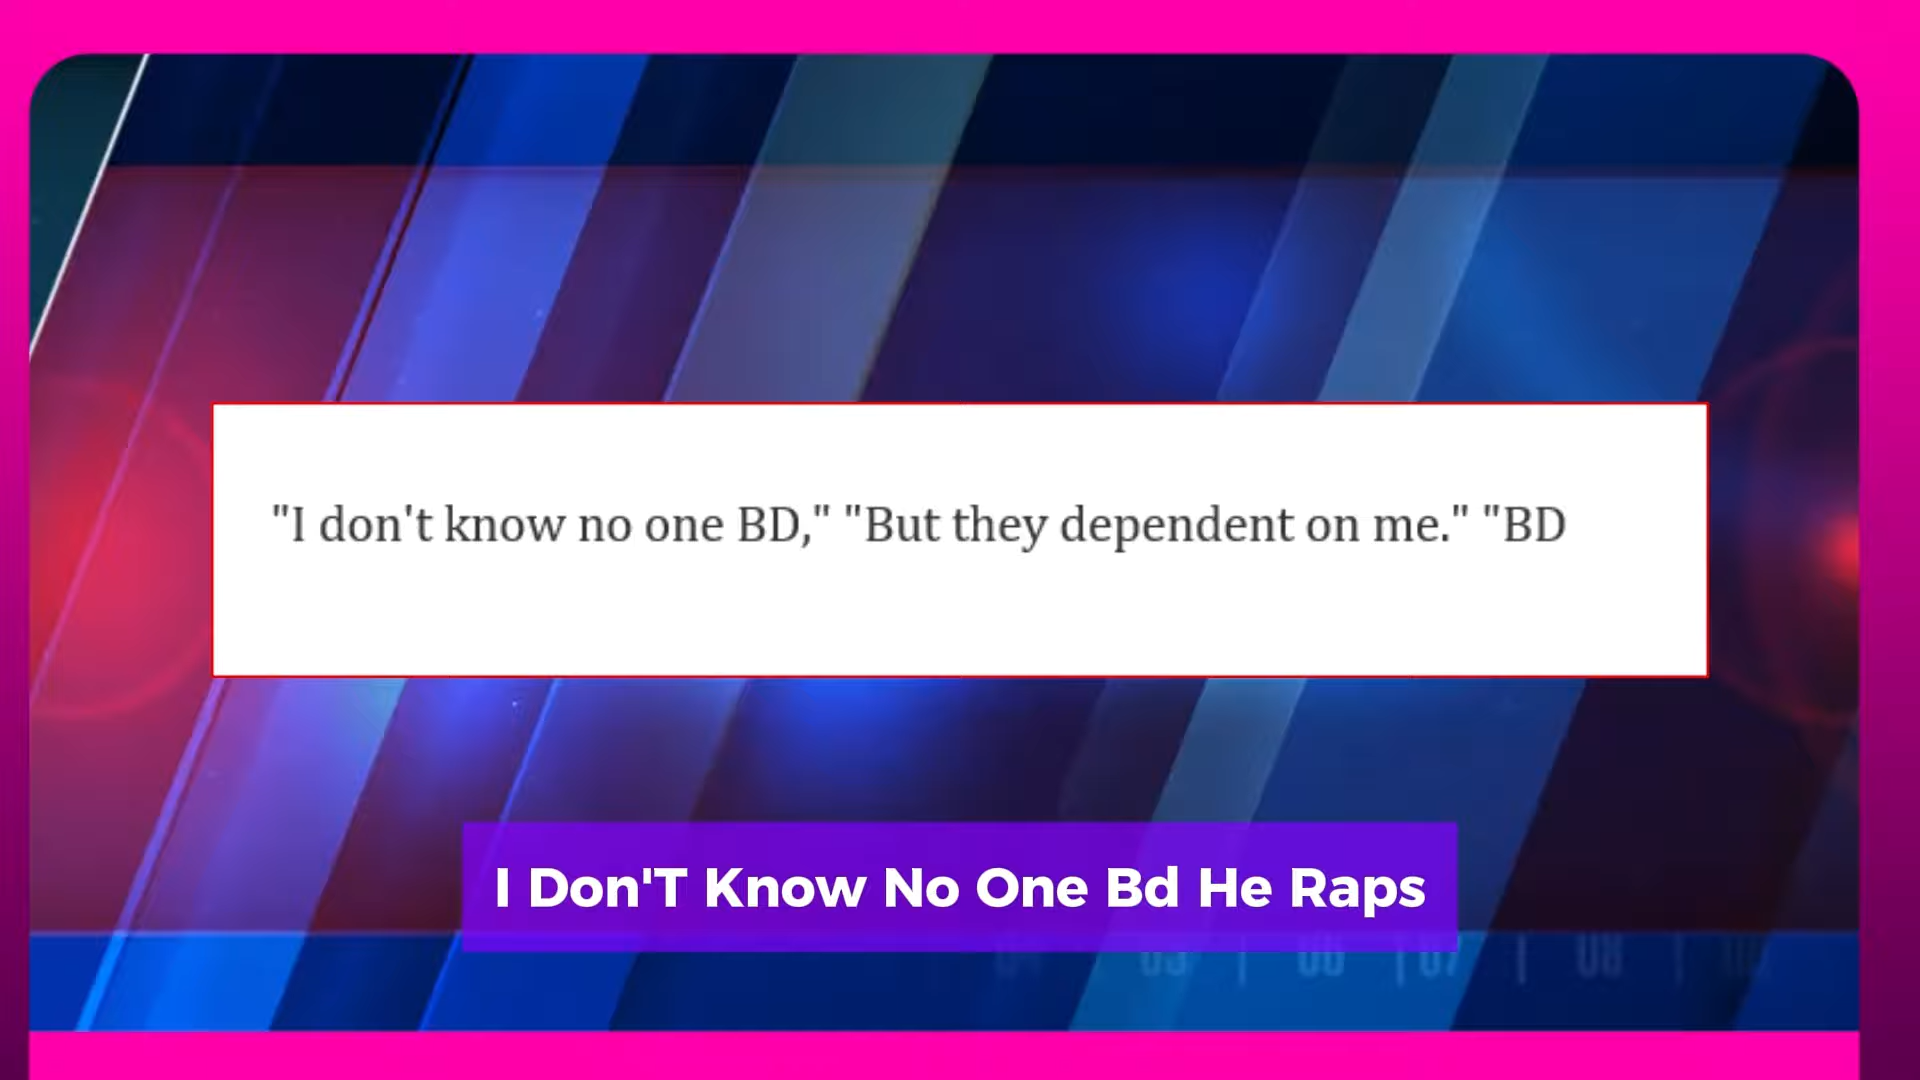 "I don't know no one BD," "But they dependent on me." "BD
I Don'T Know No One Bd He Raps